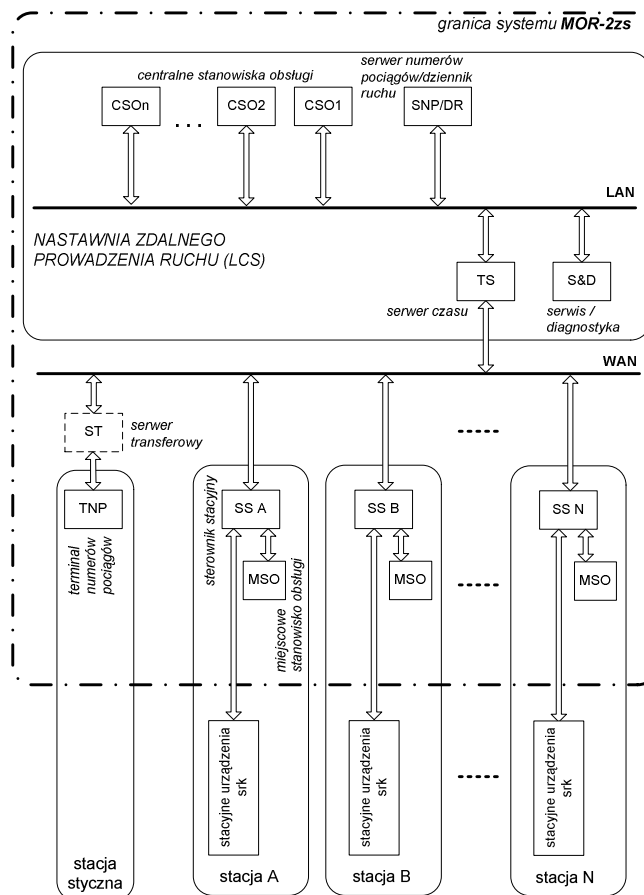 granica systemu MOR-2zs
centralne stanowiska obsługi
serwer numerów
pociągów/dziennik
ruchu
CSOn
...
CSO2
CSO1
SNP/DR
LAN
NASTAWNIA ZDALNEGO
PROWADZENIA RUCHU (LCS)
TS
S&D
serwer czasu
serwis /
diagnostyka
WAN
ST
serwer
transferowy
TNP
terminal
numerów
pociągów
sterownik stacyjny
SS A
MSO
miejscowe
stanowisko obsługi
SS B
MSO
SS N
MSO
stacyjne urządzenia
srk
stacyjne urządzenia
srk
stacyjne urządzenia
srk
stacja
styczna
stacja A
stacja B
stacja N